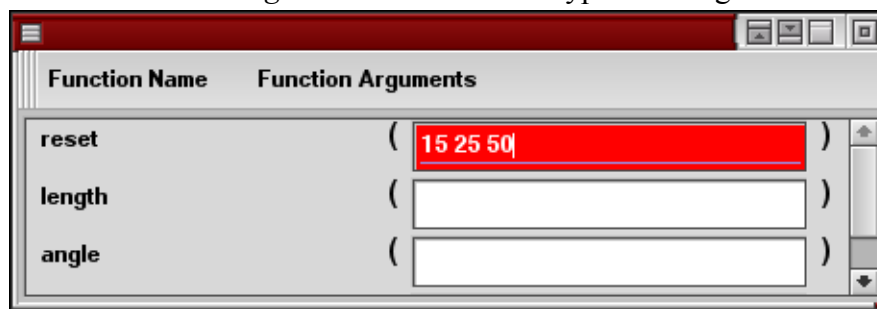 Function Name Function Arguments
reset ( 15 25 50 )
length ( )
angle ( )